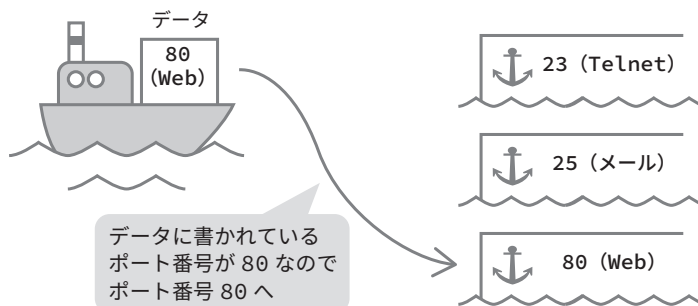 データ
80
（Web）
23（Telnet）
25（メール）
80（Web）
データに書かれている
ポート番号が 80 なので
ポート番号 80 へ